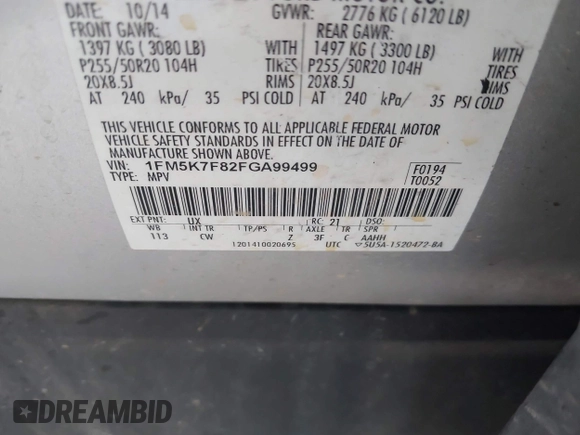 MOTOR CO.
DATE: 10/14 GVWR: 2776 KG ( 6120 LB)
FRONT GAWR: REAR GAWR:
1397 KG ( 3080 LB) WITH 1497 KG ( 3300 LB) WITH
P255/50R20 104H TIRES P255/50R20 104H TIRES
20X8.5J RIMS 20X8.5J RIMS
AT 240 kPa/ 35 PSI COLD AT 240 kPa/ 35 PSI COLD
THIS VEHICLE CONFORMS TO ALL APPLICABLE FEDERAL MOTOR
VEHICLE SAFETY STANDARDS IN EFFECT ON THE DATE OF
MANUFACTURE SHOWN ABOVE.
VIN: 1FM5K7F82FGA99499 F0194
TYPE: MPV T0052
EXT PNT: UX RC: 21 DSO:
WB INT TR TP/PS R AXLE TR SPR
113 CW Z 3F C AAHH
1201410020695 UTC 5U5A-1520472-BA
DREAMBID